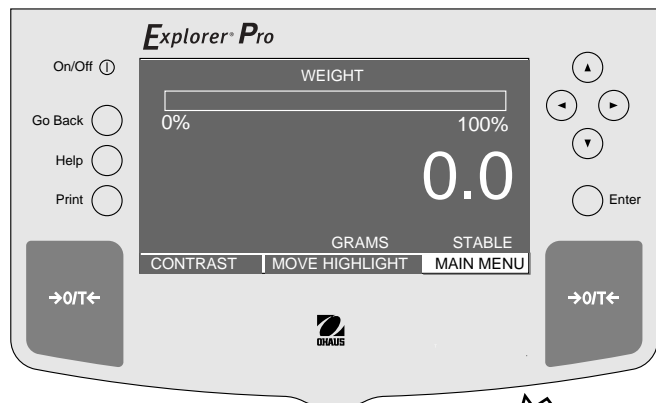 Explorer® Pro
On/Off
WEIGHT
Go Back
0% 100%
Help
0.0
Print
Enter
GRAMS STABLE
CONTRAST MOVE HIGHLIGHT MAIN MENU
→0/T← →0/T←
OHAUS